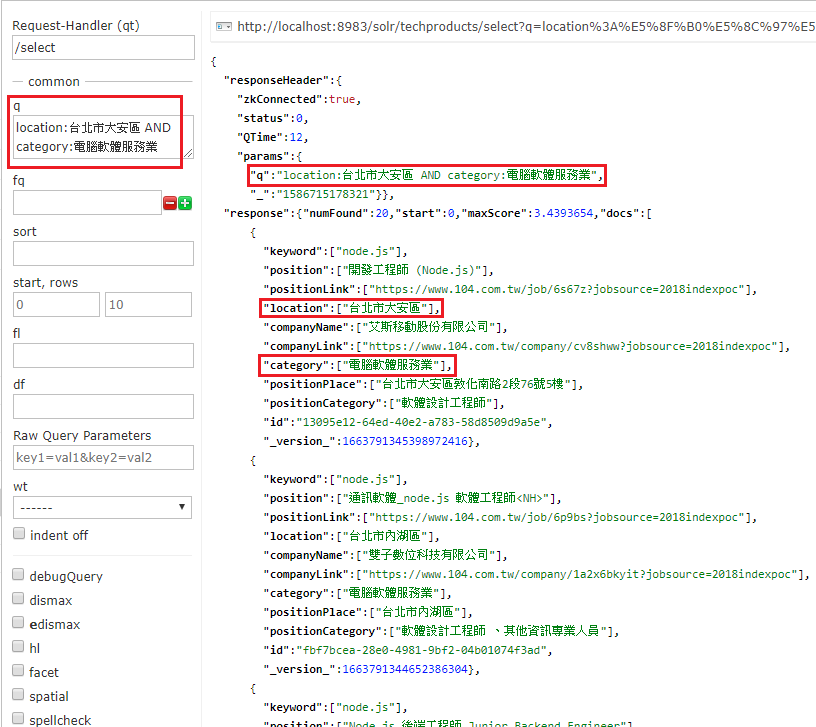 Request-Handler (qt)
/select
common
q
location:台北市大安區 AND
category:電腦軟體服務業
fq
sort
start, rows
0
10
fl
df
Raw Query Parameters
key1=val1&key2=val2
wt
------
indent off
debugQuery
dismax
edismax
hl
facet
spatial
spellcheck
http://localhost:8983/solr/techproducts/select?q=location%3A%E5%8F%B0%E5%8C%97%E5
{
"responseHeader":{
"zkConnected":true,
"status":0,
"QTime":12,
"params":{
"q":"location:台北市大安區 AND category:電腦軟體服務業",
"_":"1586715178321"}},
"response":{"numFound":20,"start":0,"maxScore":3.4393654,"docs":[
{
"keyword":["node.js"],
"position":["開發工程師 (Node.js)"],
"positionLink":["https://www.104.com.tw/job/6s67z?jobsource=2018indexpoc"],
"location":["台北市大安區"],
"companyName":["艾斯移動股份有限公司"],
"companyLink":["https://www.104.com.tw/company/cv8shww?jobsource=2018indexpoc"],
"category":["電腦軟體服務業"],
"positionPlace":["台北市大安區敦化南路2段76號5樓"],
"positionCategory":["軟體設計工程師"],
"id":"13095e12-64ed-40e2-a783-58d8509d9a5e",
"_version_":1663791345398972416},
{
"keyword":["node.js"],
"position":["通訊軟體_node.js 軟體工程師<NH>"],
"positionLink":["https://www.104.com.tw/job/6p9bs?jobsource=2018indexpoc"],
"location":["台北市內湖區"],
"companyName":["雙子數位科技有限公司"],
"companyLink":["https://www.104.com.tw/company/1a2x6bkyit?jobsource=2018indexpoc"],
"category":["電腦軟體服務業"],
"positionPlace":["台北市內湖區"],
"positionCategory":["軟體設計工程師 、其他資訊專業人員"],
"id":"fbf7bcea-28e0-4981-9bf2-04b01074f3ad",
"_version_":1663791344652386304},
{
"keyword":["node.js"],
"position":["Node.js 後端工程師 Junior Backend Engineer"]